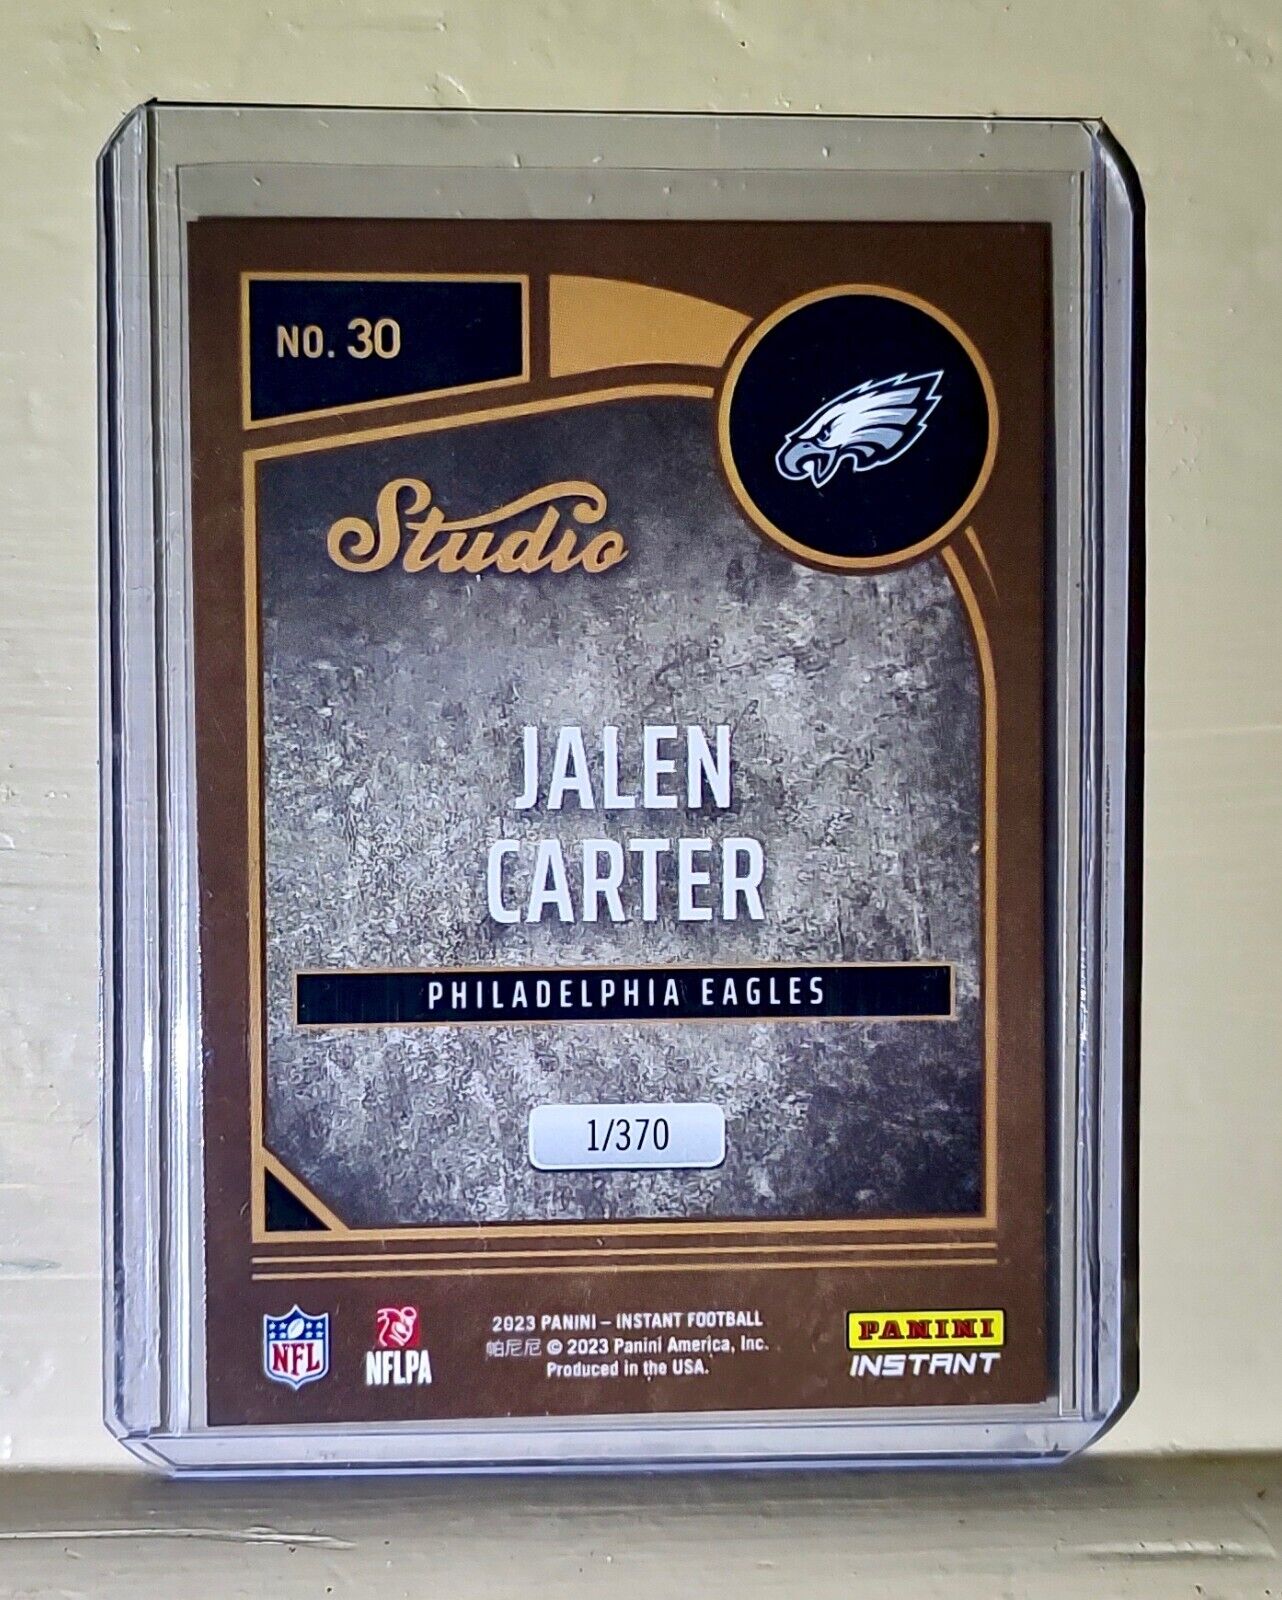 NO. 30
Studio
JALEN
CARTER
PHILADELPHIA EAGLES
1/370
NFL
NFLPA
2023 PANINI – INSTANT FOOTBALL
帕尼尼 © 2023 Panini America, Inc.
Produced in the USA.
PANINI
INSTANT